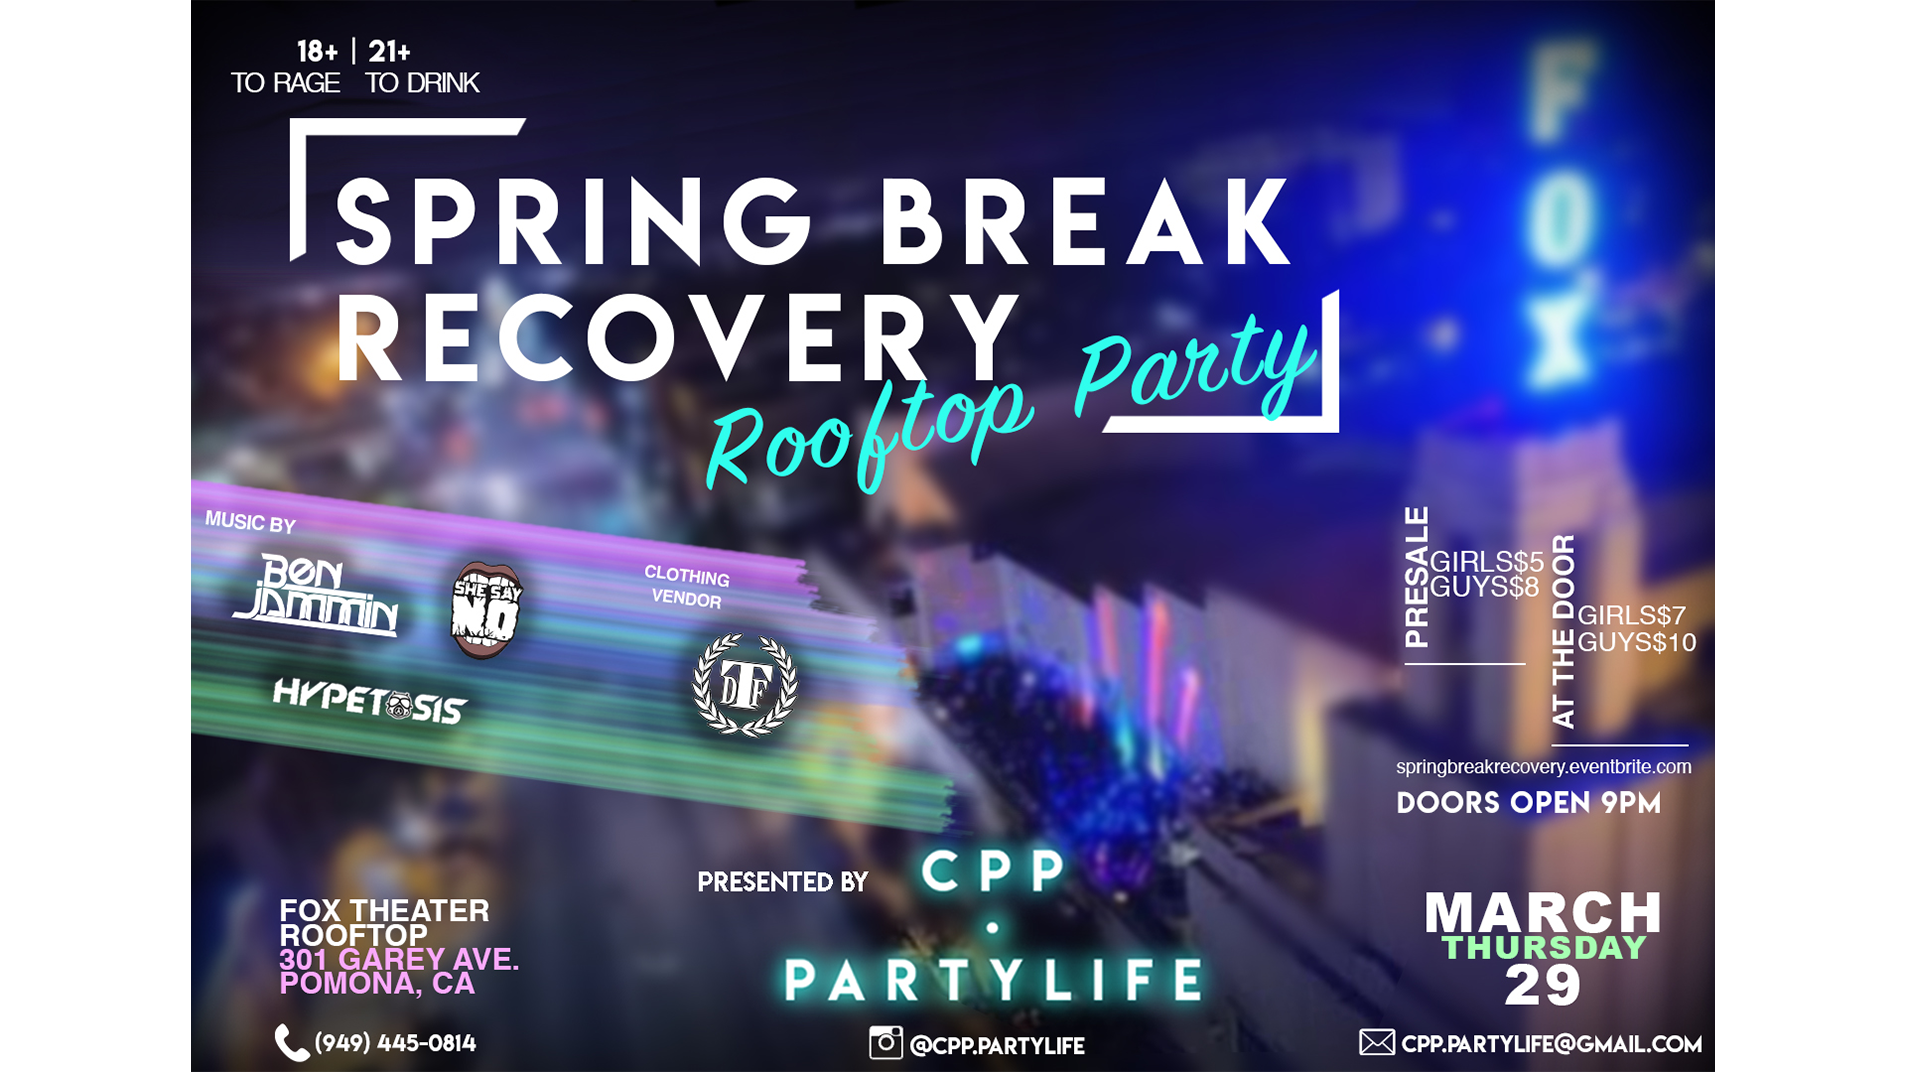 18+ | 21+
TO RAGE TO DRINK
SPRING BREAK
RECOVERY
Rooftop Party
FOX
MUSIC BY
BEN
JAMMIN
SHE SAY
NO
HYPETOSIS
CLOTHING
VENDOR
DTF
PRESALE
GIRLS$5
GUYS$8
AT THE DOOR
GIRLS$7
GUYS$10
springbreakrecovery.eventbrite.com
DOORS OPEN 9PM
PRESENTED BY
CPP
•
PARTYLIFE
FOX THEATER
ROOFTOP
301 GAREY AVE.
POMONA, CA
MARCH
THURSDAY
29
(949) 445-0814
@CPP.PARTYLIFE
CPP.PARTYLIFE@GMAIL.COM